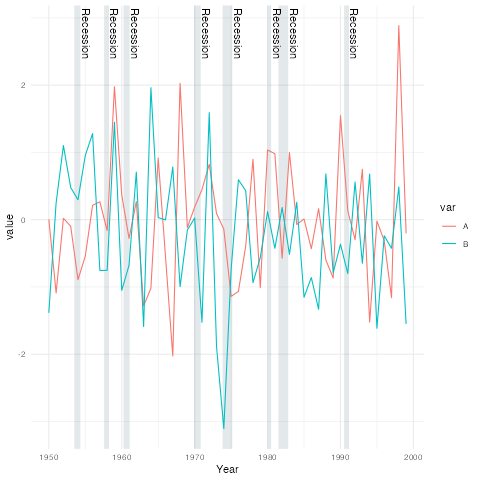 Recession
Recession
Recession
Recession
Recession
Recession
Recession
Recession
2
0
-2
value
1950
1960
1970
1980
1990
2000
Year
var
A
B